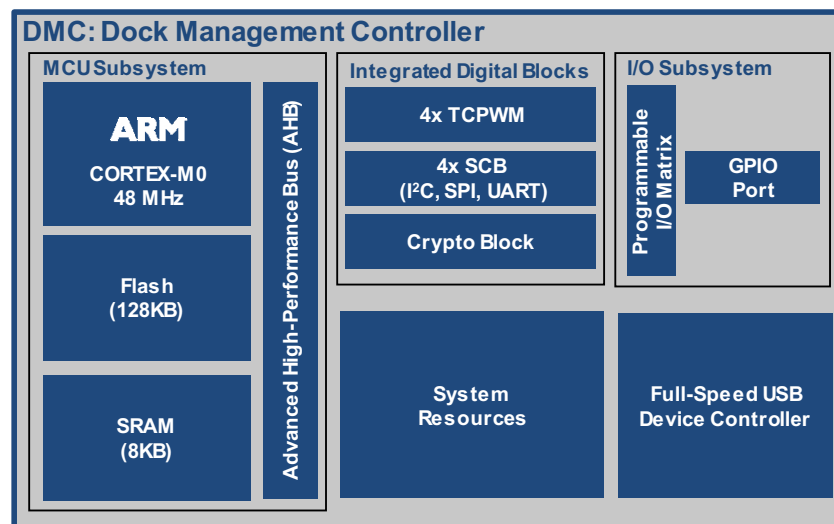 DMC: Dock Management Controller
MCU Subsystem
ARM
CORTEX-M0
48 MHz
Flash
(128KB)
SRAM
(8KB)
Advanced High-Performance Bus (AHB)
Integrated Digital Blocks
4x TCPWM
4x SCB
(I²C, SPI, UART)
Crypto Block
I/O Subsystem
Programmable
I/O Matrix
GPIO
Port
System
Resources
Full-Speed USB
Device Controller